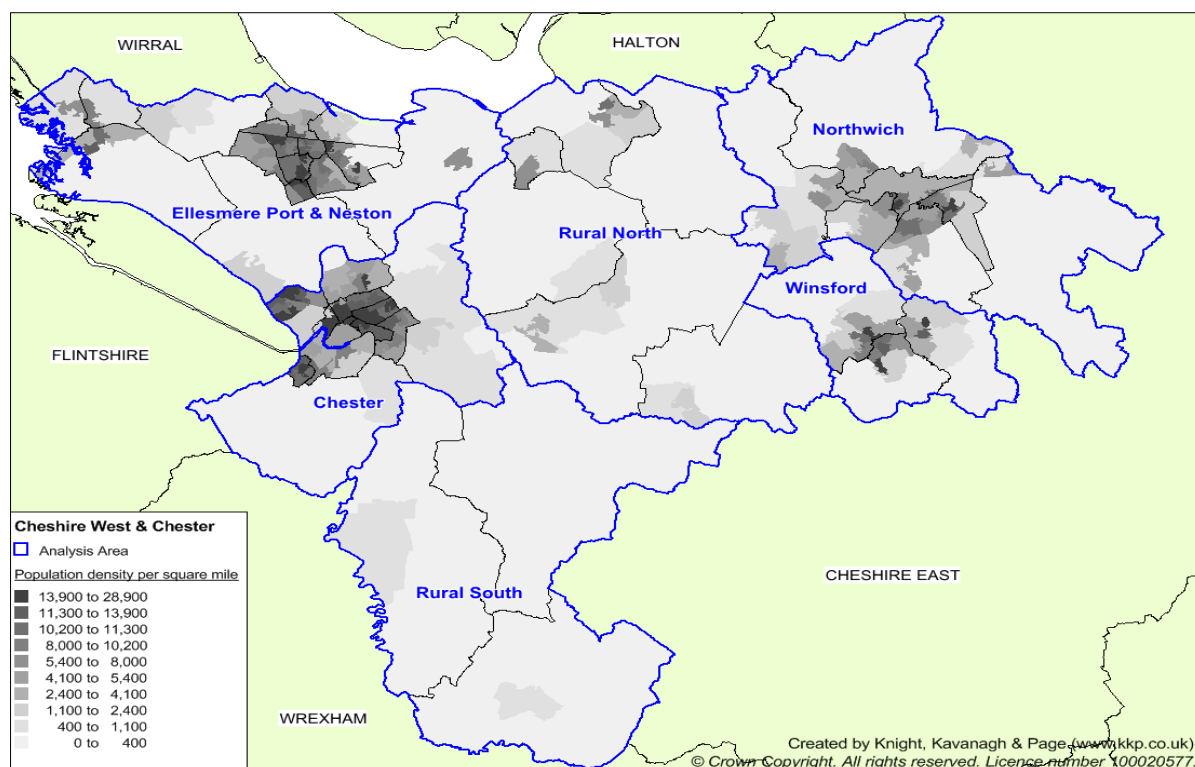 WIRRAL
HALTON
Northwich
Ellesmere Port & Neston
Rural North
Winsford
FLINTSHIRE
Chester
Cheshire West & Chester
Analysis Area
Population density per square mile
13,900 to 28,900
11,300 to 13,900
10,200 to 11,300
8,000 to 10,200
5,400 to 8,000
4,100 to 5,400
2,400 to 4,100
1,100 to 2,400
400 to 1,100
0 to 400
CHESHIRE EAST
Rural South
WREXHAM
Created by Knight, Kavanagh & Page (www.kkp.co.uk)
© Crown Copyright. All rights reserved. Licence number 100020577.